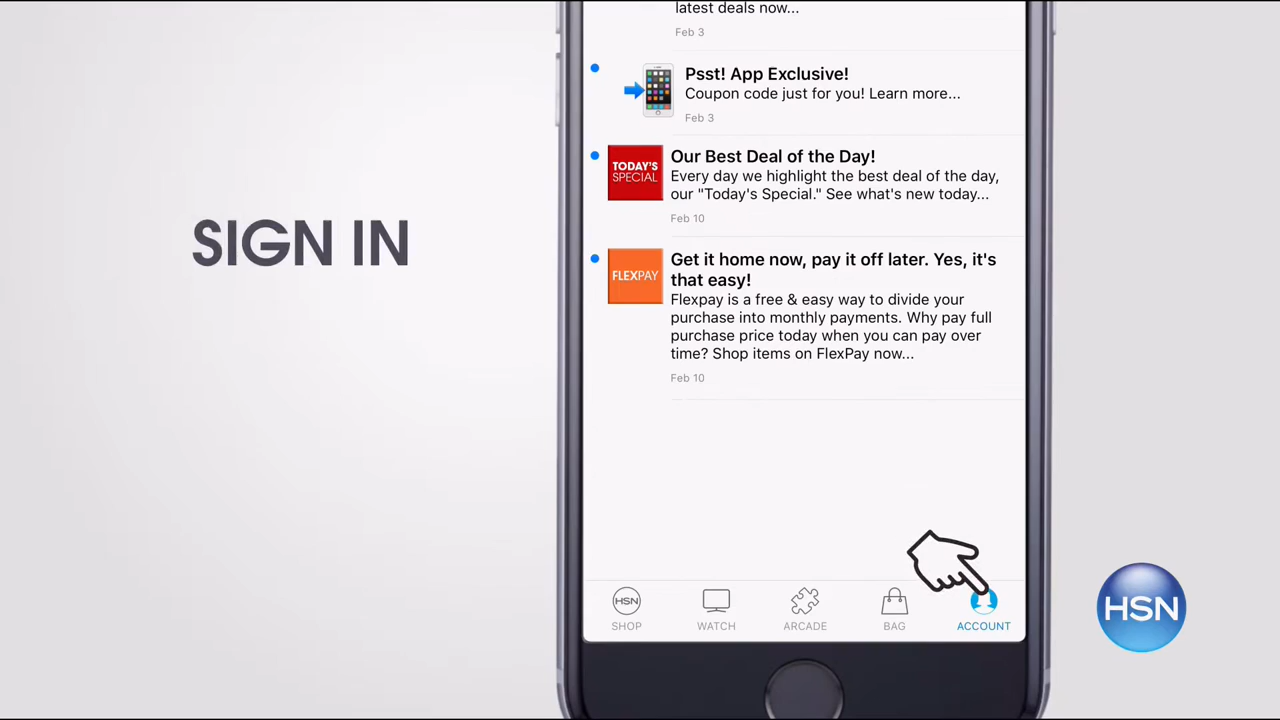 latest deals now...
Feb 3
Psst! App Exclusive!
Coupon code just for you! Learn more...
Feb 3
TODAY'S
SPECIAL
Our Best Deal of the Day!
Every day we highlight the best deal of the day,
our "Today's Special." See what's new today...
Feb 10
SIGN IN
FLEXPAY
Get it home now, pay it off later. Yes, it's
that easy!
Flexpay is a free & easy way to divide your
purchase into monthly payments. Why pay full
purchase price today when you can pay over
time? Shop items on FlexPay now...
Feb 10
HSN
SHOP
WATCH
ARCADE
BAG
ACCOUNT
HSN